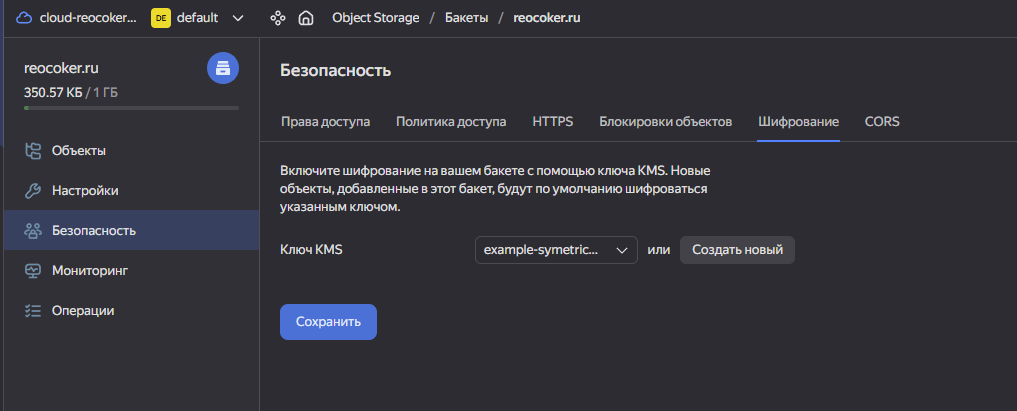 cloud-reocoker... DE default Object Storage / Бакеты / reocoker.ru
reocoker.ru
350.57 КБ / 1 ГБ
Объекты
Настройки
Безопасность
Мониторинг
Операции
Безопасность
Права доступа Политика доступа HTTPS Блокировки объектов Шифрование CORS
Включите шифрование на вашем бакете с помощью ключа KMS. Новые
объекты, добавленные в этот бакет, будут по умолчанию шифроваться
указанным ключом.
Ключ KMS example-symetric... или Создать новый
Сохранить